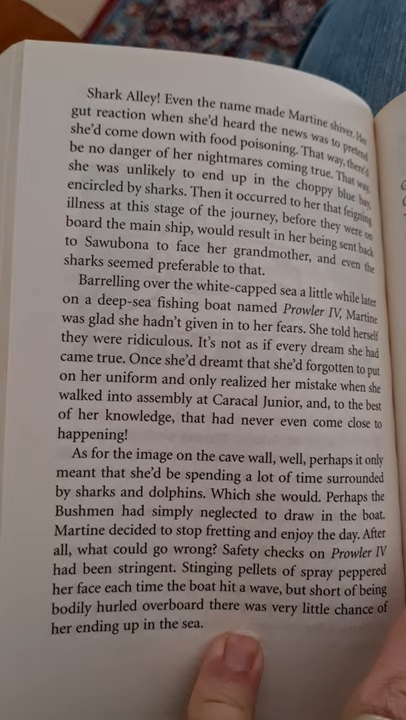 Shark Alley! Even the name made Martine shiver. Her
gut reaction when she'd heard the news was to pretend
she'd come down with food poisoning. That way, there'd
be no danger of her nightmares coming true. That way,
she was unlikely to end up in the choppy blue bay,
encircled by sharks. Then it occurred to her that feigning
illness at this stage of the journey, before they were on
board the main ship, would result in her being sent back
to Sawubona to face her grandmother, and even the
sharks seemed preferable to that.
Barrelling over the white-capped sea a little while later
on a deep-sea fishing boat named Prowler IV, Martine
was glad she hadn't given in to her fears. She told herself
they were ridiculous. It's not as if every dream she had
came true. Once she'd dreamt that she'd forgotten to put
on her uniform and only realized her mistake when she
walked into assembly at Caracal Junior, and, to the best
of her knowledge, that had never even come close to
happening!
As for the image on the cave wall, well, perhaps it only
meant that she'd be spending a lot of time surrounded
by sharks and dolphins. Which she would. Perhaps the
Bushmen had simply neglected to draw in the boat.
Martine decided to stop fretting and enjoy the day. After
all, what could go wrong? Safety checks on Prowler IV
had been stringent. Stinging pellets of spray peppered
her face each time the boat hit a wave, but short of being
bodily hurled overboard there was very little chance of
her ending up in the sea.